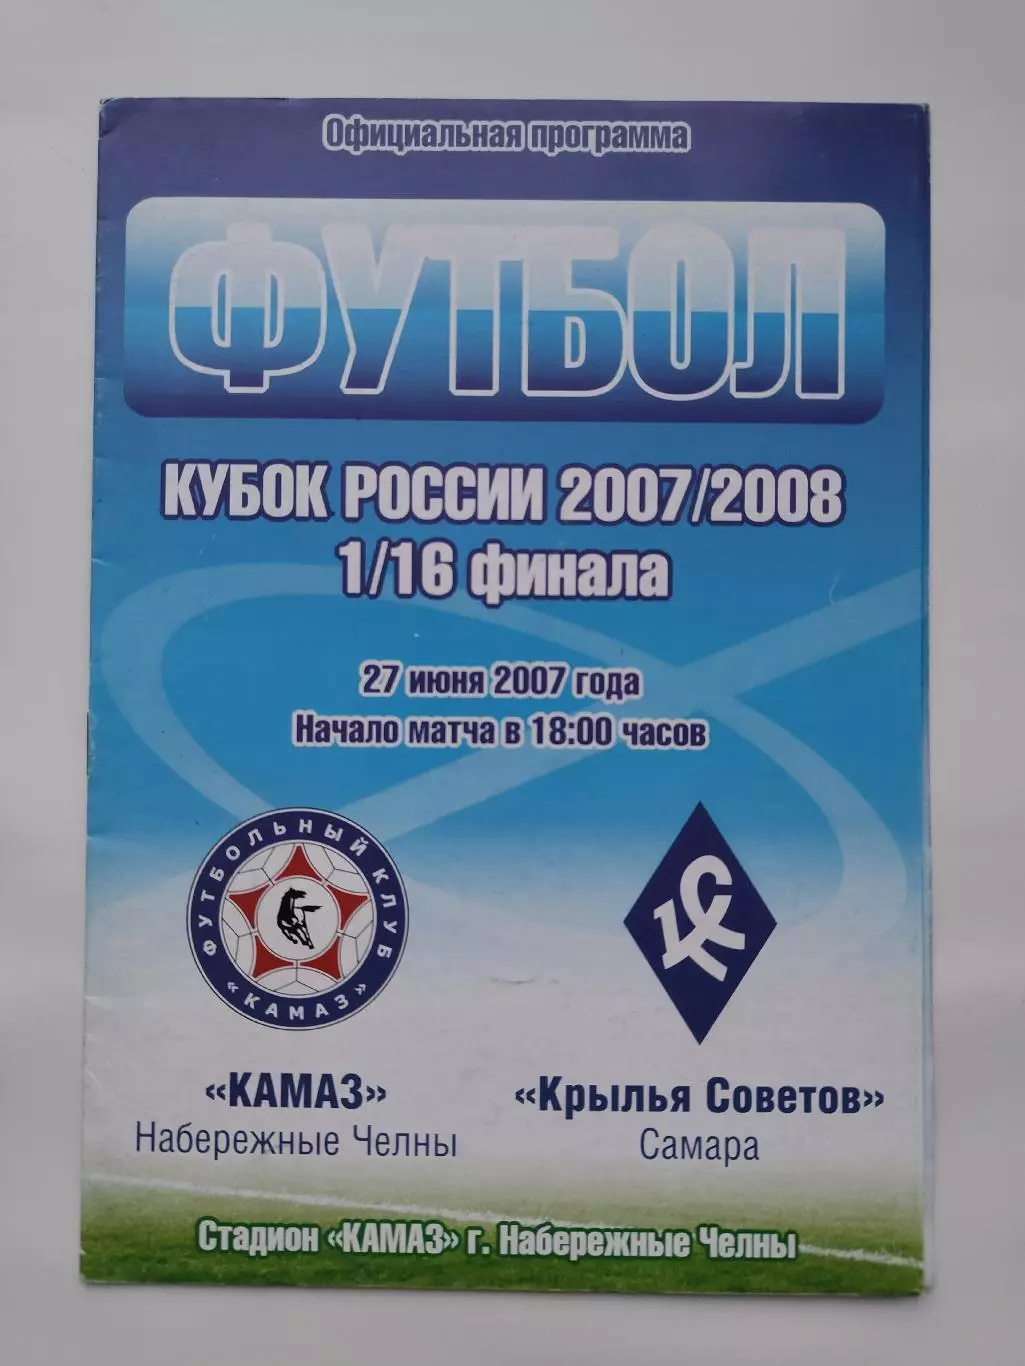 Официальная программа
ФУТБОЛ
КУБОК РОССИИ 2007/2008
1/16 финала
27 июня 2007 года
Начало матча в 18:00 часов
ФУТБОЛЬНЫЙ КЛУБ
«КАМАЗ»
КС
«КАМАЗ»
Набережные Челны
«Крылья Советов»
Самара
Стадион «КАМАЗ» г. Набережные Челны